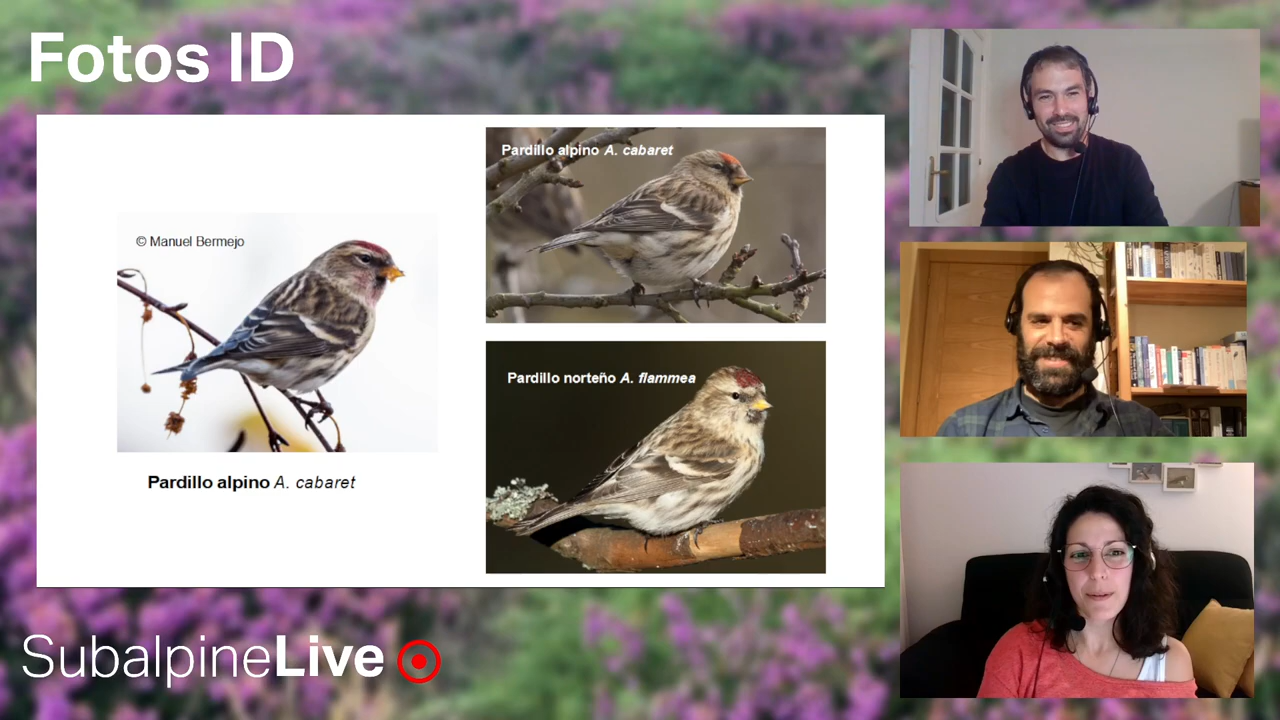 Fotos ID
© Manuel Bermejo
Pardillo alpino A. cabaret
Pardillo alpino A. cabaret
Pardillo norteño A. flammea
SubalpineLive